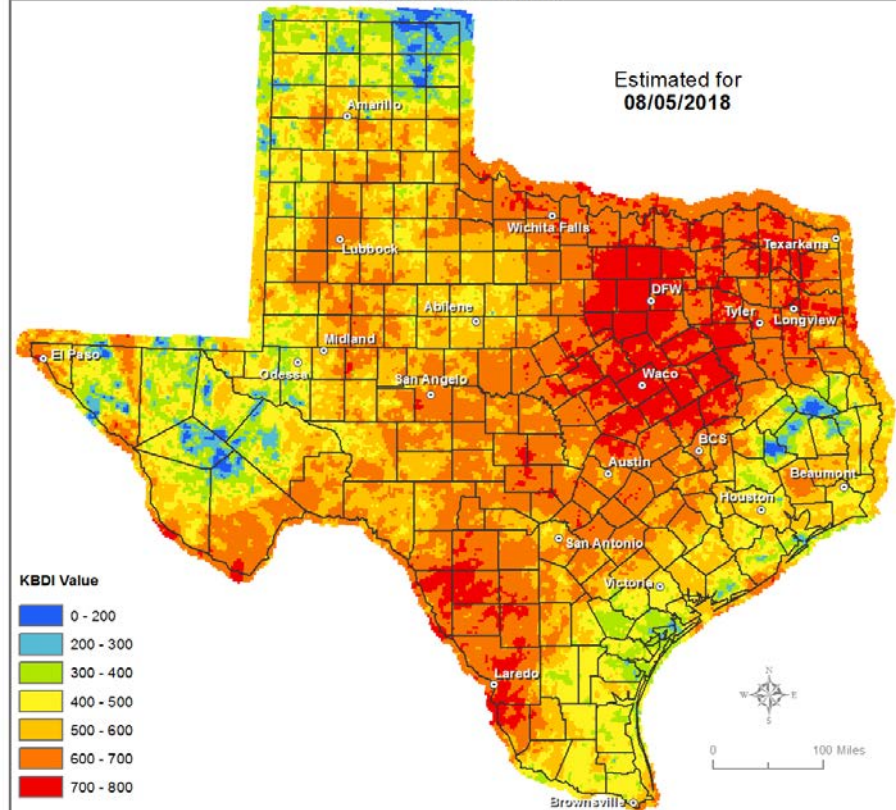 Estimated for
08/05/2018
Amarillo
Wichita Falls
Texarkana
Lubbock
DFW
Abilene
Tyler
Longview
El Paso
Midland
Odessa
San Angelo
Waco
BCS
Austin
Beaumont
Houston
San Antonio
Victoria
KBDI Value
0 - 200
200 - 300
300 - 400
400 - 500
500 - 600
600 - 700
700 - 800
Laredo
N
W E
S
0 100 Miles
Brownsville